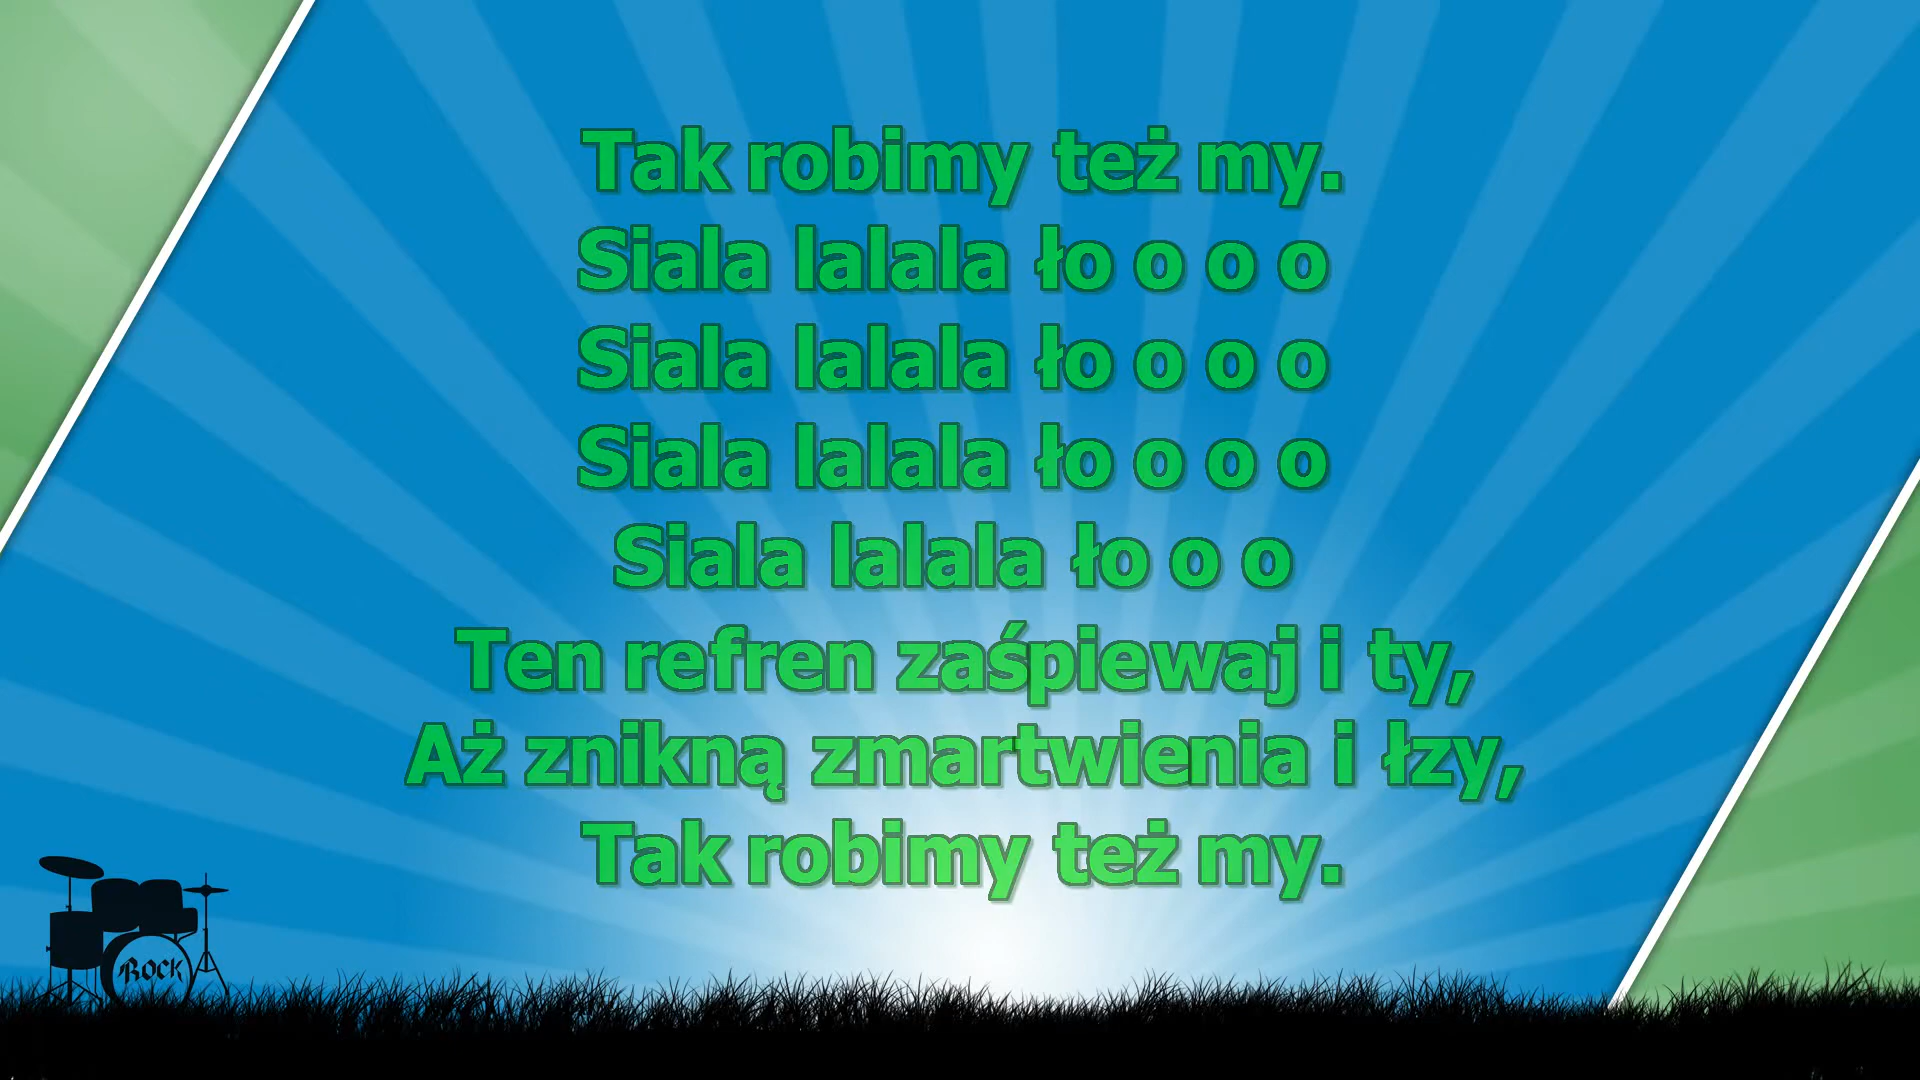 Tak robimy też my.
Siala lalala ło o o o
Siala lalala ło o o o
Siala lalala ło o o o
Siala lalala ło o o
Ten refren zaśpiewaj i ty,
Aż znikną zmartwienia i łzy,
Tak robimy też my.
ROCK